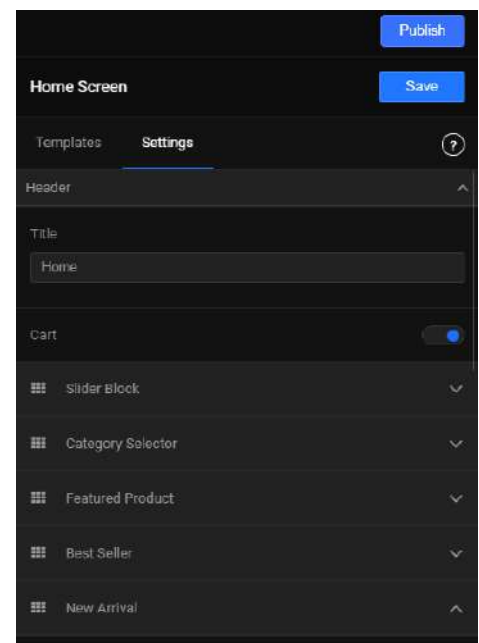 Publish
Home Screen
Save
Templates
Settings
?
Header
Title
Home
Cart
Slider Block
Category Selector
Featured Product
Best Seller
New Arrival